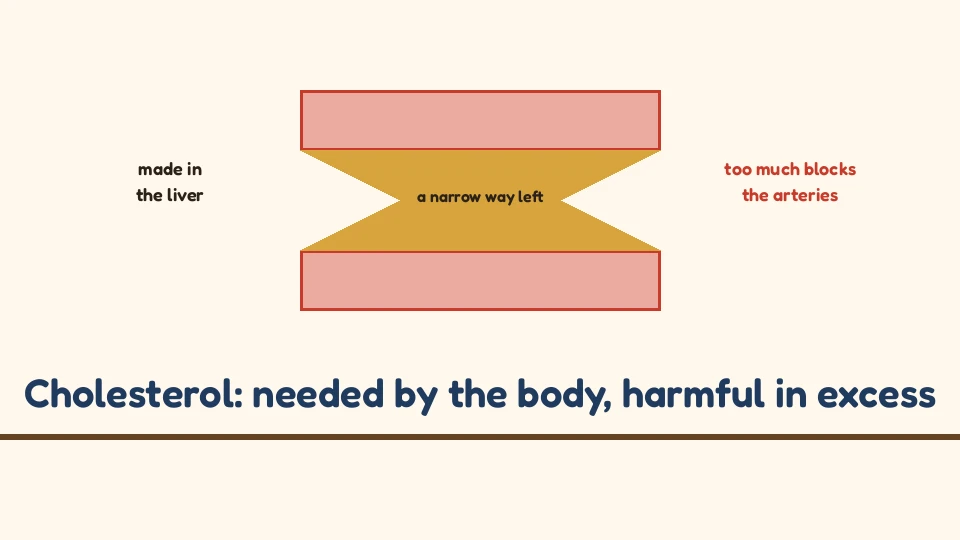 made in
the liver
a narrow way left
too much blocks
the arteries
Cholesterol: needed by the body, harmful in excess